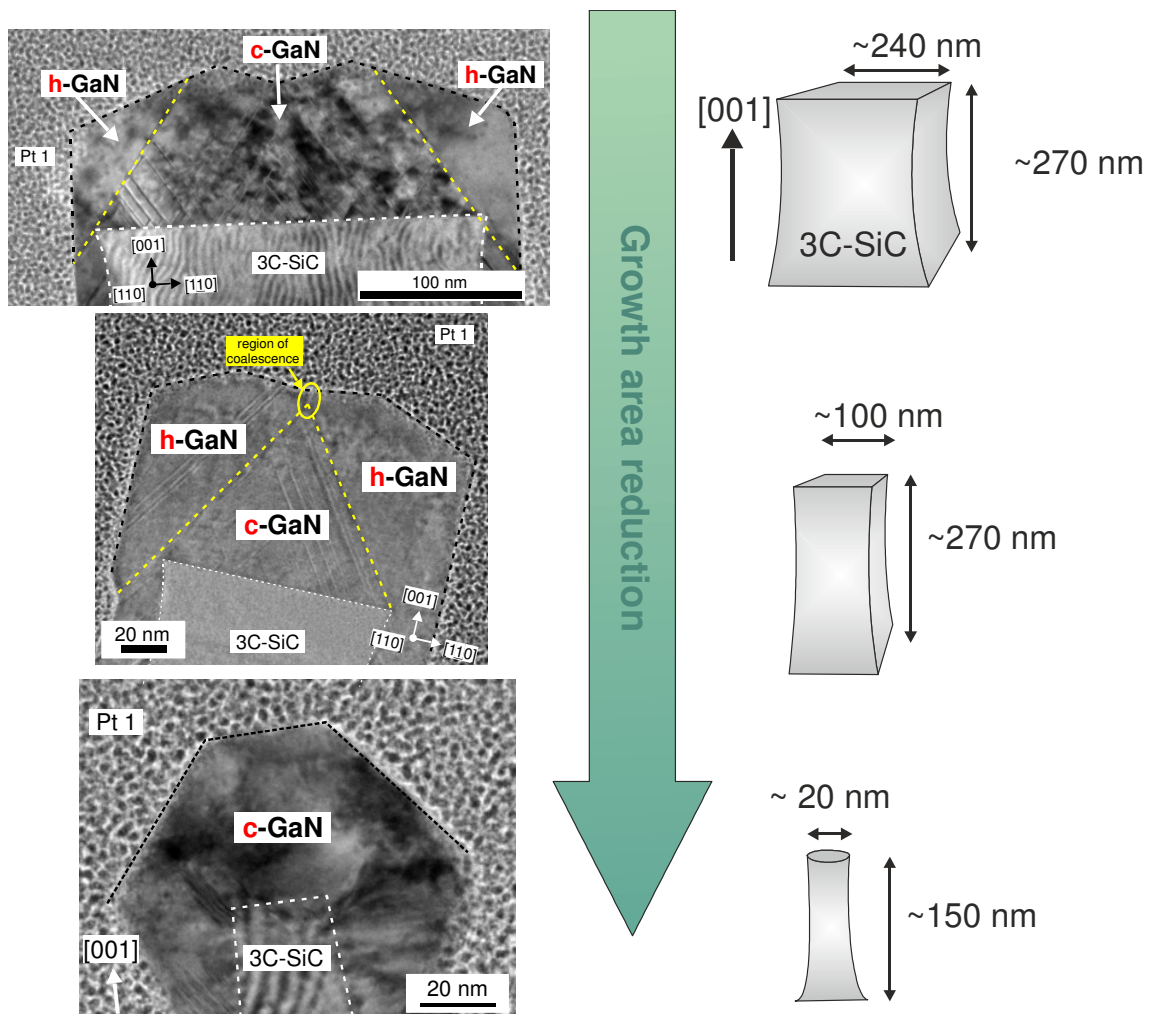 c-GaN
h-GaN
h-GaN
Pt 1
[001]
[110]
[110]
3C-SiC
100 nm
Pt 1
region of
coalescence
h-GaN
h-GaN
c-GaN
[001]
[110]
[110]
20 nm
3C-SiC
Pt 1
c-GaN
[001]
3C-SiC
20 nm
Growth area reduction
~240 nm
[001]
~270 nm
3C-SiC
~100 nm
~270 nm
~ 20 nm
~150 nm